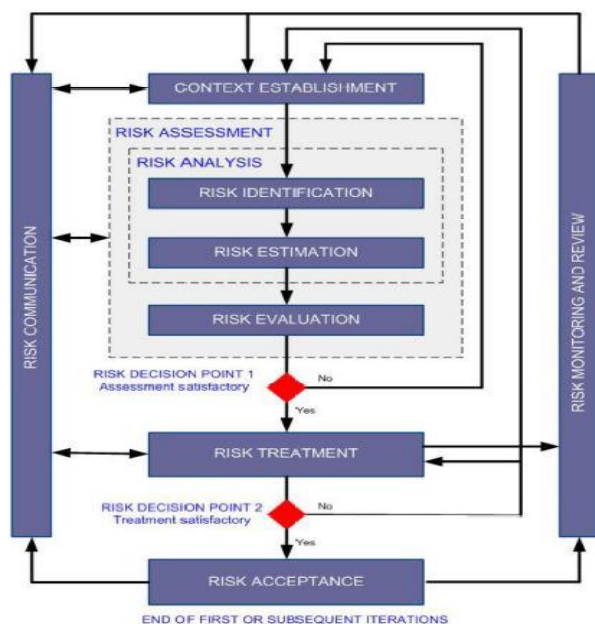 CONTEXT ESTABLISHMENT
RISK ASSESSMENT
RISK ANALYSIS
RISK IDENTIFICATION
RISK ESTIMATION
RISK EVALUATION
RISK COMMUNICATION
RISK MONITORING AND REVIEW
RISK DECISION POINT 1
Assessment satisfactory
No
Yes
RISK TREATMENT
RISK DECISION POINT 2
Treatment satisfactory
No
Yes
RISK ACCEPTANCE
END OF FIRST OR SUBSEQUENT ITERATIONS